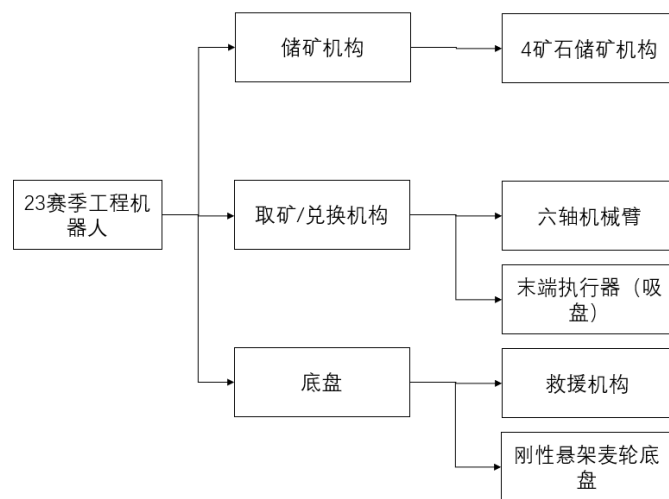 储矿机构
4矿石储矿机构
23赛季工程机
器人
取矿/兑换机构
六轴机械臂
末端执行器（吸
盘）
底盘
救援机构
刚性悬架麦轮底
盘